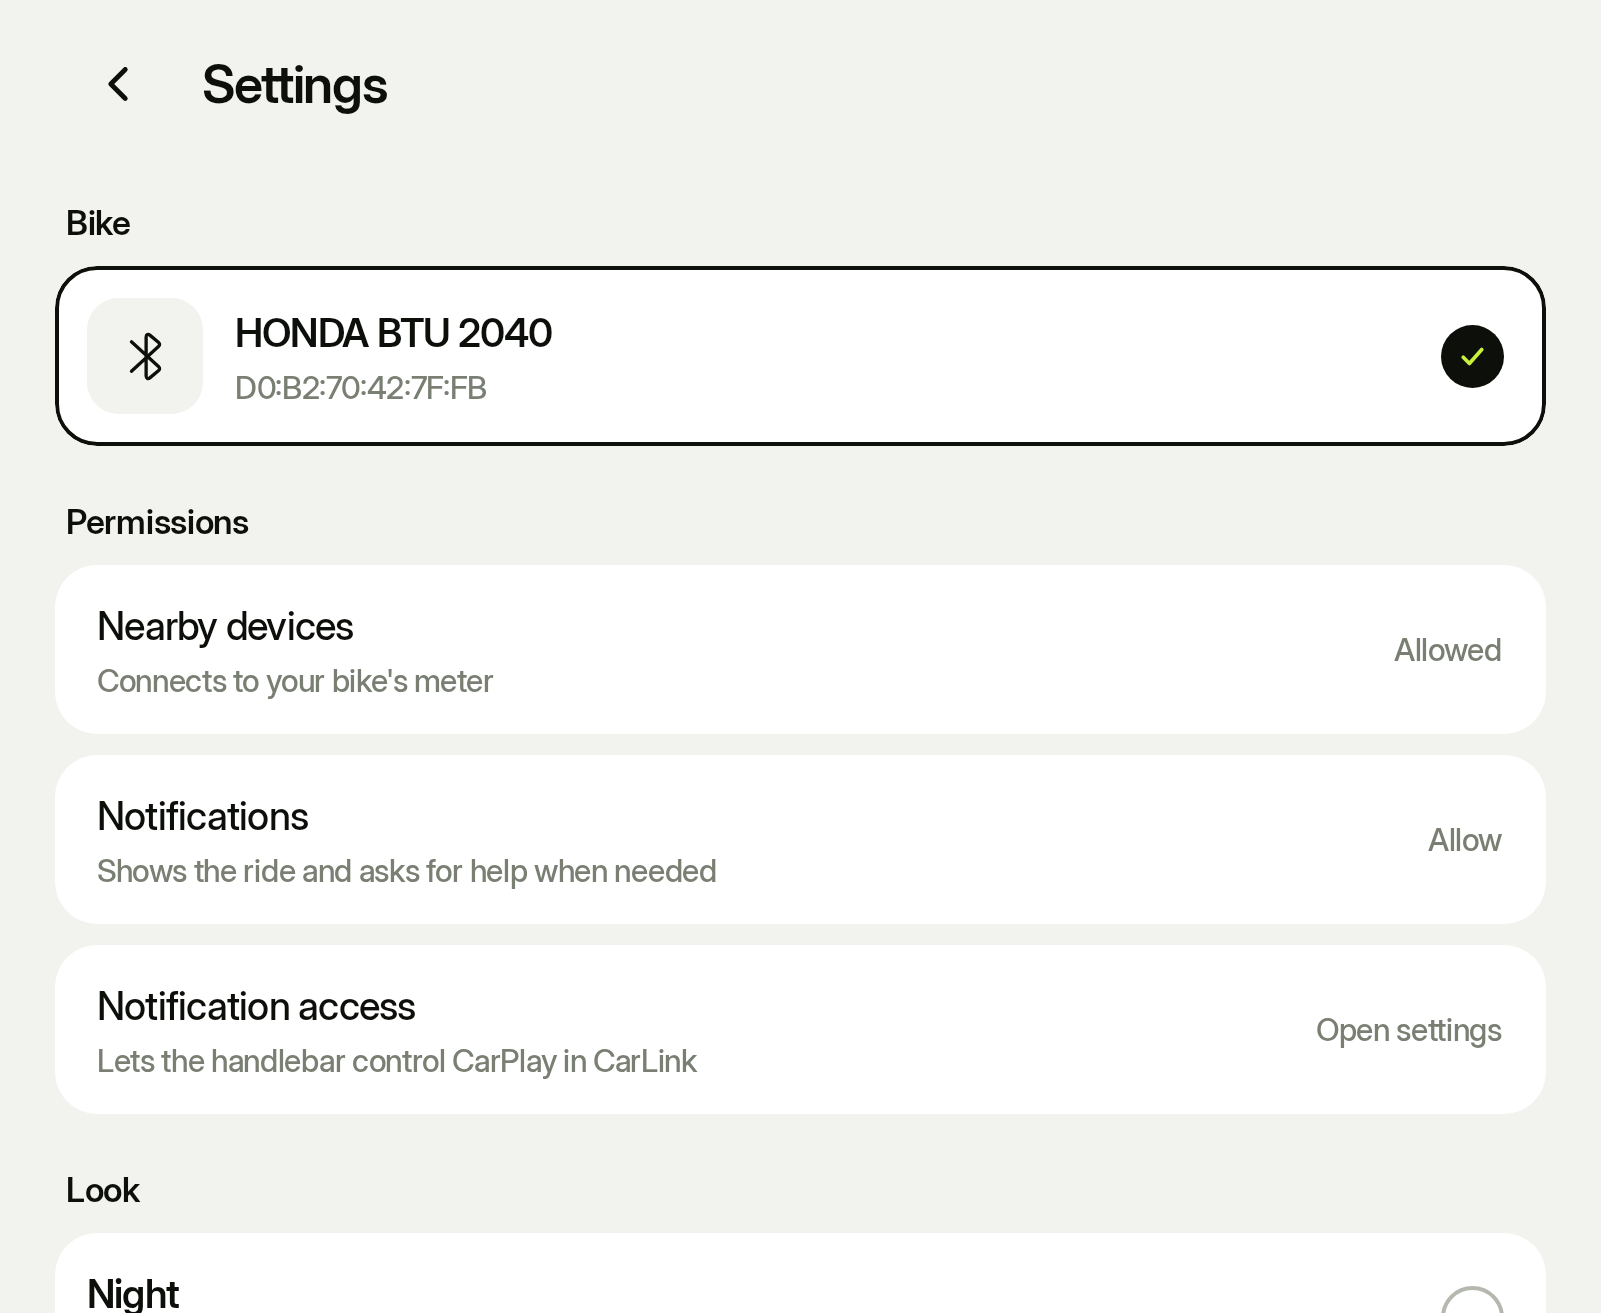 Settings
Bike
HONDA BTU 2040
D0:B2:70:42:7F:FB
Permissions
Nearby devices
Connects to your bike's meter
Allowed
Notifications
Shows the ride and asks for help when needed
Allow
Notification access
Lets the handlebar control CarPlay in CarLink
Open settings
Look
Night